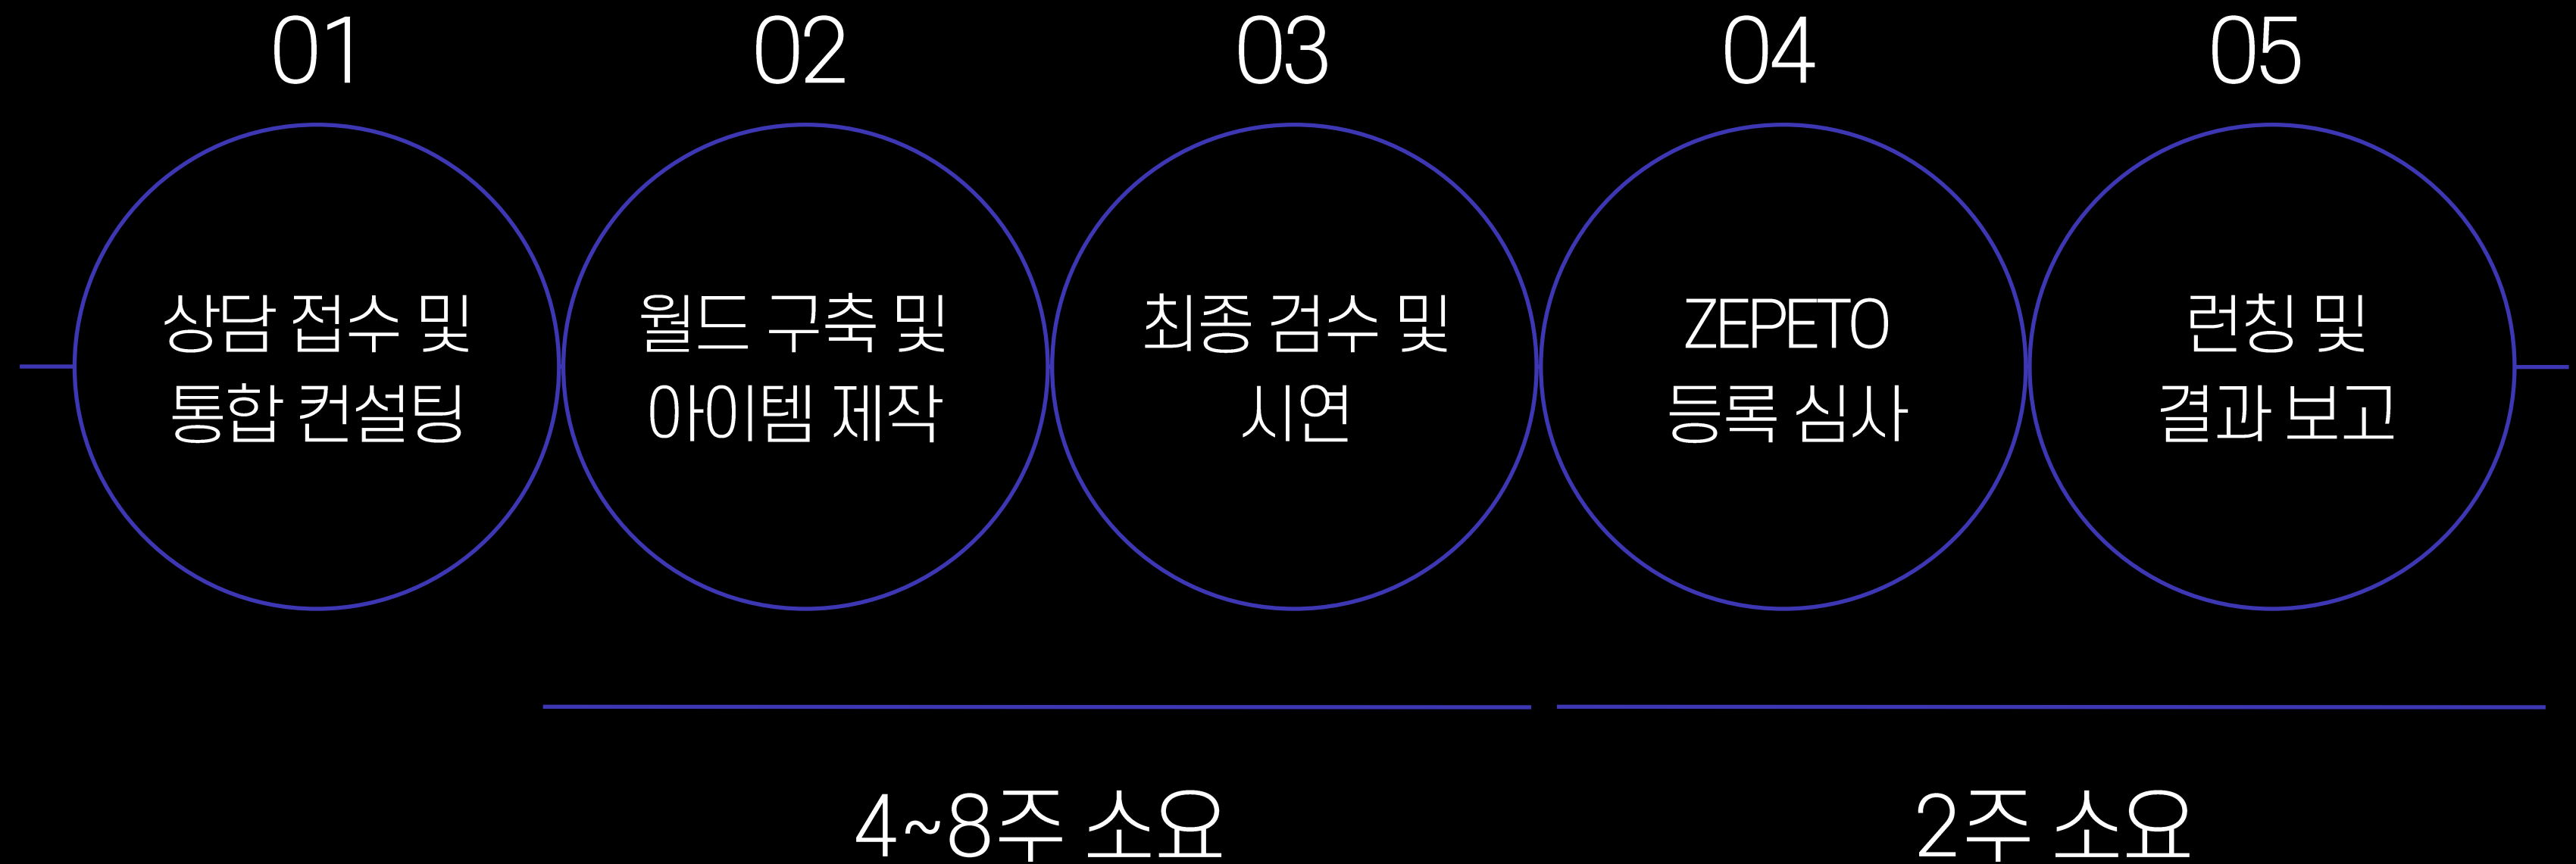 01
상담 접수 및
통합 컨설팅
02
월드 구축 및
아이템 제작
03
최종 검수 및
시연
04
ZEPETO
등록 심사
05
런칭 및
결과 보고
4~8주 소요
2주 소요